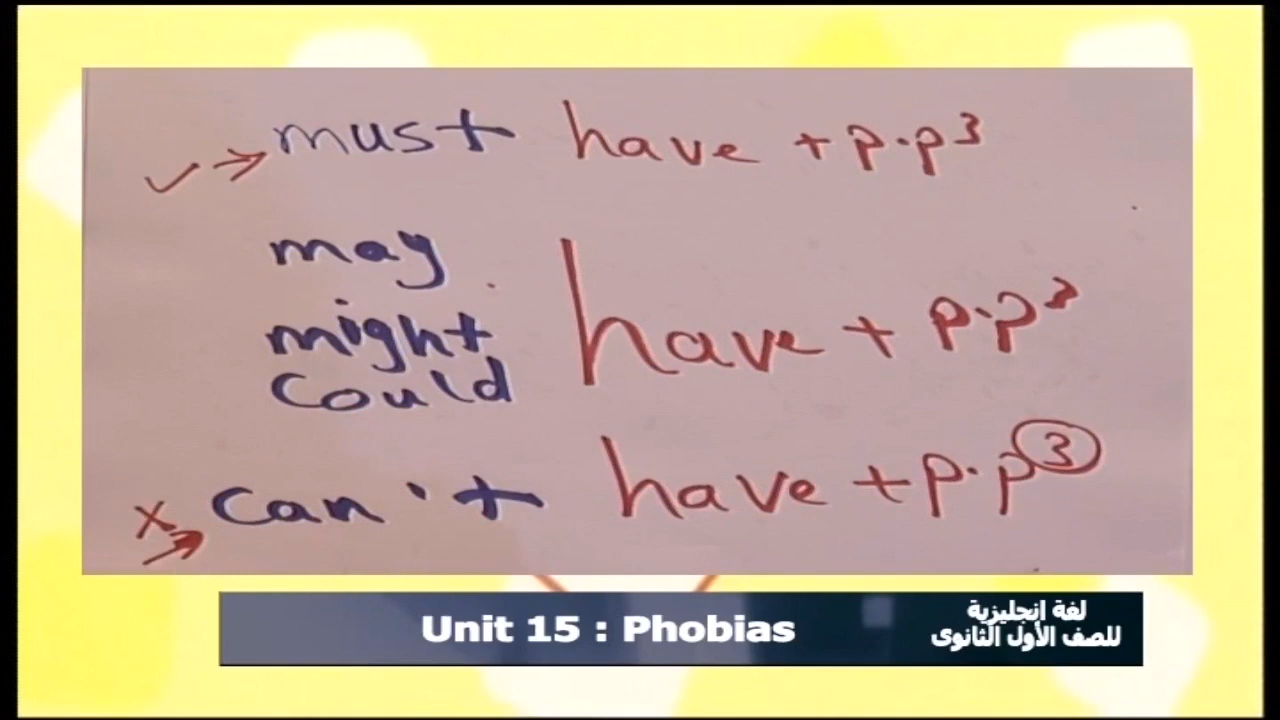 ✓→ must have + p.p3
may
might have + p.p3
could
x→ can't have + p.p3
Unit 15 : Phobias
لغة إنجليزية
للصف الأول الثانوى